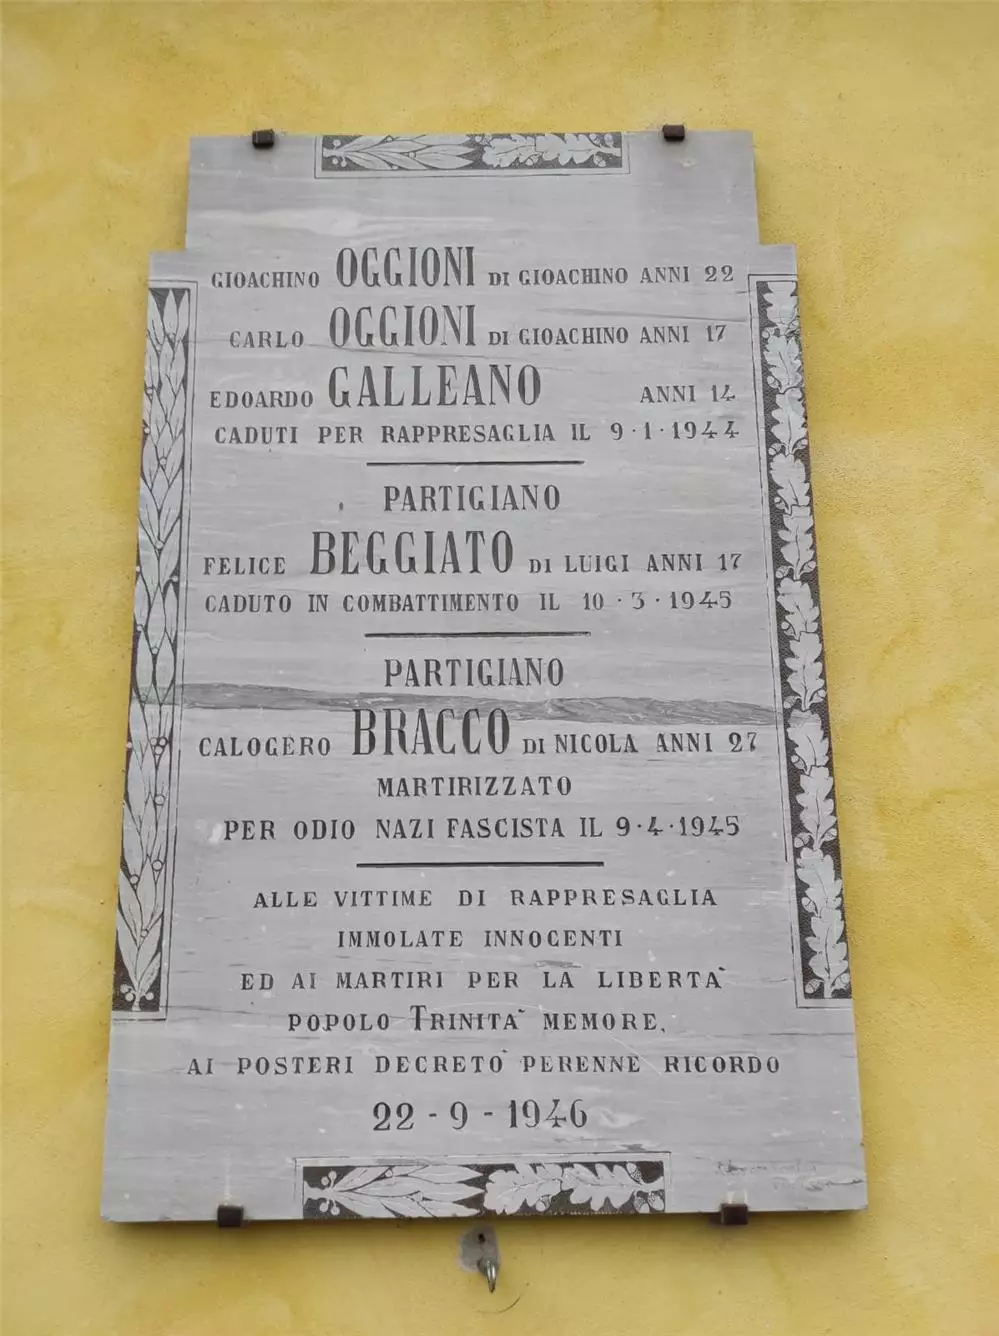 GIOACHINO OGGIONI DI GIOACHINO ANNI 22
CARLO OGGIONI DI GIOACHINO ANNI 17
EDOARDO GALLEANO ANNI 14
CADUTI PER RAPPRESAGLIA IL 9·1·1944
PARTIGIANO
FELICE BEGGIATO DI LUIGI ANNI 17
CADUTO IN COMBATTIMENTO IL 10·3·1945
PARTIGIANO
CALOGERO BRACCO DI NICOLA ANNI 27
MARTIRIZZATO
PER ODIO NAZI FASCISTA IL 9·4·1945
ALLE VITTIME DI RAPPRESAGLIA
IMMOLATE INNOCENTI
ED AI MARTIRI PER LA LIBERTÀ
POPOLO TRINITÀ MEMORE,
AI POSTERI DECRETÒ PERENNE RICORDO
22-9-1946